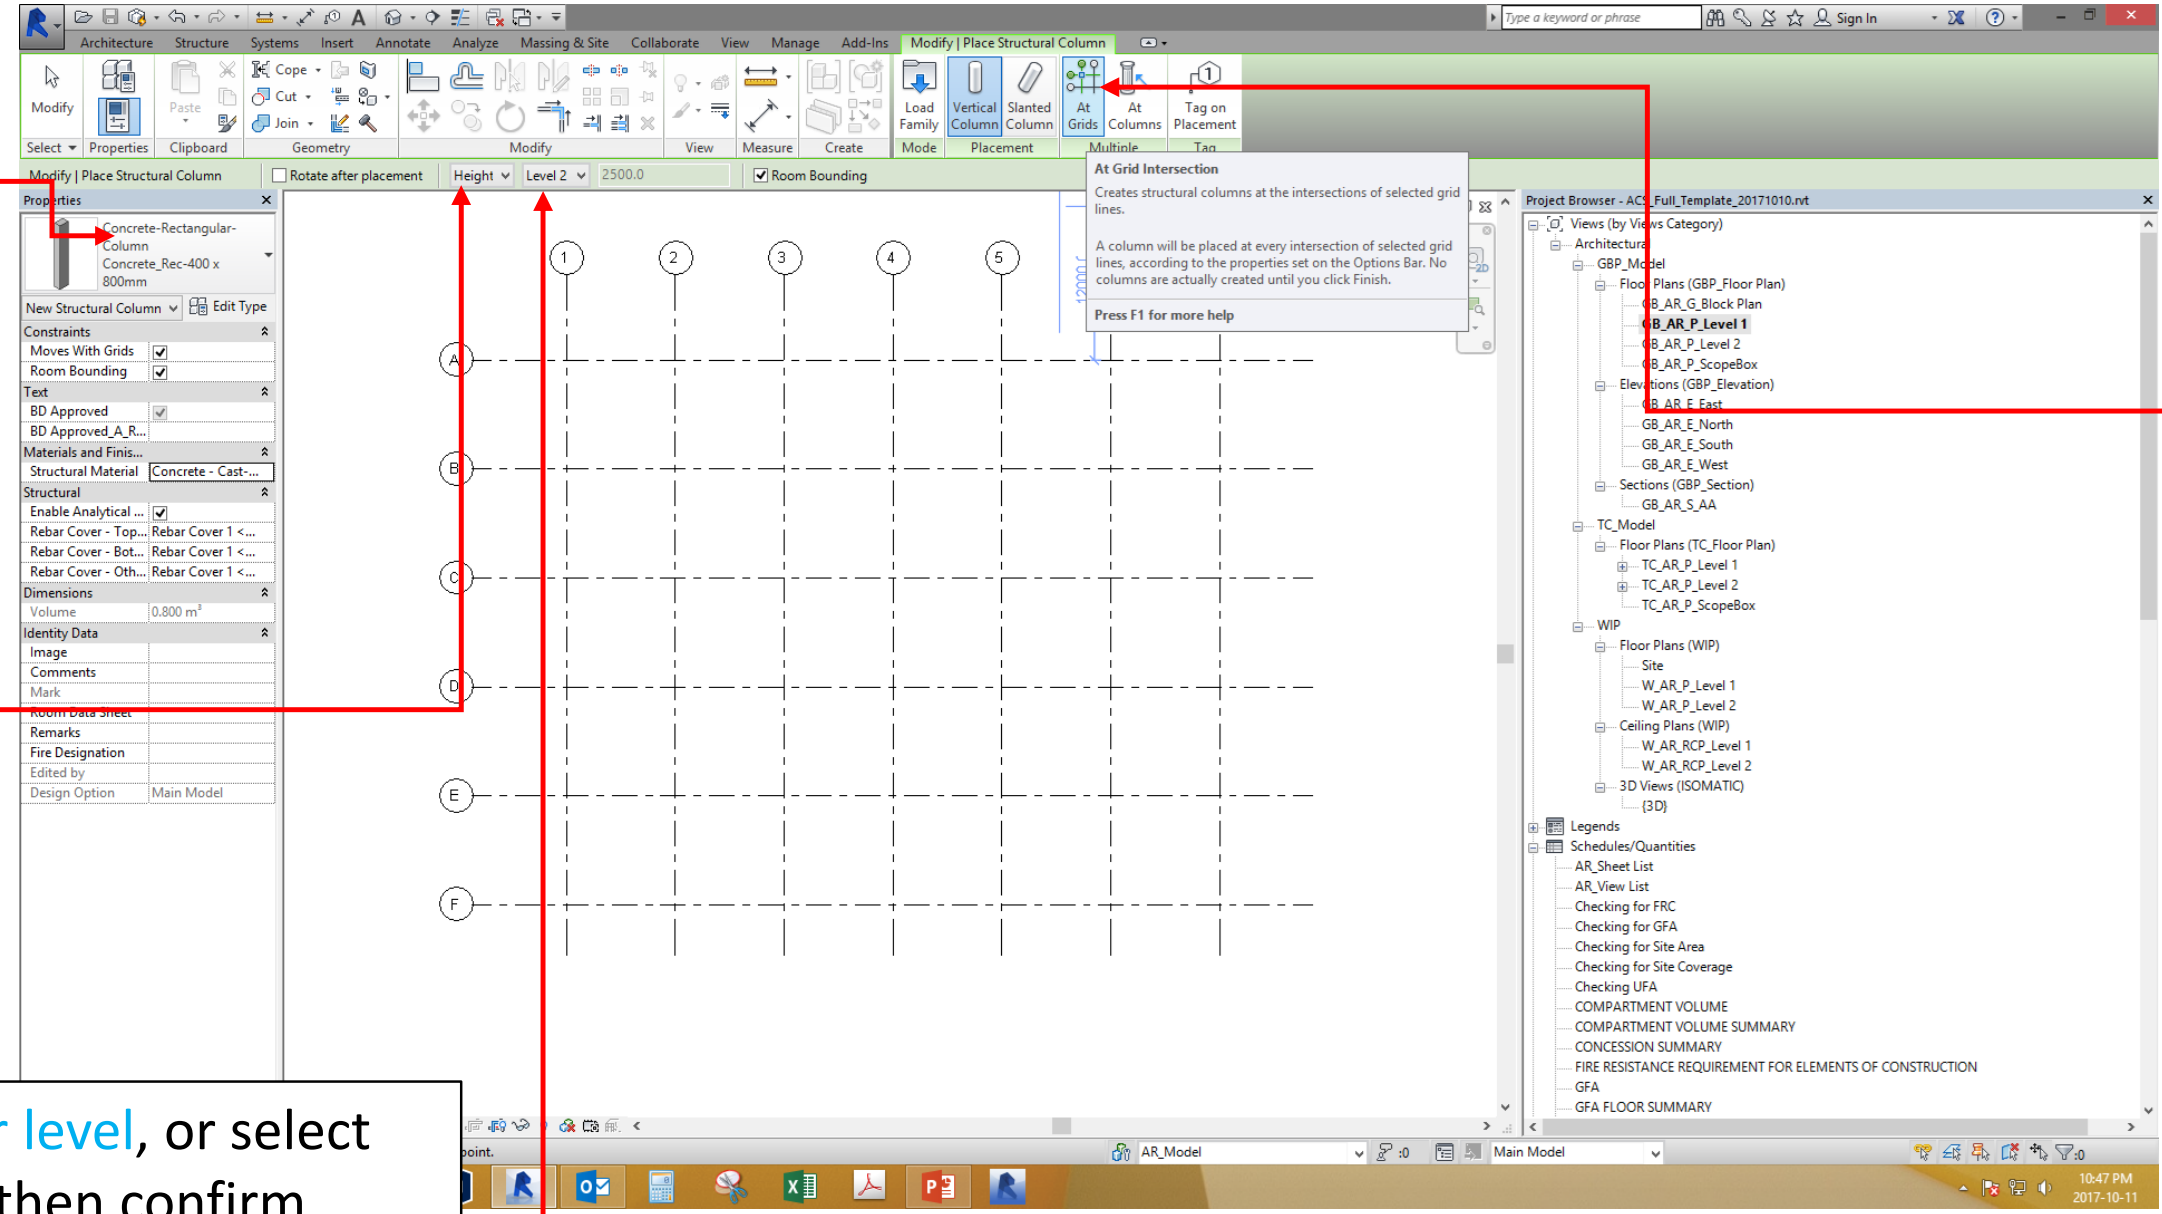 Type a keyword or phrase
Sign In
Architecture Structure Systems Insert Annotate Analyze Massing & Site Collaborate View Manage Add-Ins Modify | Place Structural Column
Modify
Paste
Cope
Cut
Join
Load Family
Vertical Column
Slanted Column
At Grids
At Columns
Tag on Placement
Select Properties Clipboard Geometry Modify View Measure Create Mode Placement Multiple Tag
Modify | Place Structural Column
Rotate after placement
Height
Level 2
2500.0
Room Bounding
At Grid Intersection
Creates structural columns at the intersections of selected grid
lines.
A column will be placed at every intersection of selected grid
lines, according to the properties set on the Options Bar. No
columns are actually created until you click Finish.
Press F1 for more help
Properties
Concrete-Rectangular-
Column
Concrete_Rec-400 x
800mm
New Structural Column
Edit Type
Constraints
Moves With Grids
Room Bounding
Text
BD Approved
BD Approved_A_R...
Materials and Finis...
Structural Material Concrete - Cast-...
Structural
Enable Analytical ...
Rebar Cover - Top... Rebar Cover 1 <...
Rebar Cover - Bot... Rebar Cover 1 <...
Rebar Cover - Oth... Rebar Cover 1 <...
Dimensions
Volume 0.800 m³
Identity Data
Image
Comments
Mark
Room Data Sheet
Remarks
Fire Designation
Edited by
Design Option Main Model
1 2 3 4 5
A
B
C
D
E
F
Project Browser - ACS_Full_Template_20171010.rvt
Views (by Views Category)
Architectural
GBP_Model
Floor Plans (GBP_Floor Plan)
GB_AR_G_Block Plan
GB_AR_P_Level 1
GB_AR_P_Level 2
GB_AR_P_ScopeBox
Elevations (GBP_Elevation)
GB_AR_E_East
GB_AR_E_North
GB_AR_E_South
GB_AR_E_West
Sections (GBP_Section)
GB_AR_S_AA
TC_Model
Floor Plans (TC_Floor Plan)
TC_AR_P_Level 1
TC_AR_P_Level 2
TC_AR_P_ScopeBox
WIP
Floor Plans (WIP)
Site
W_AR_P_Level 1
W_AR_P_Level 2
Ceiling Plans (WIP)
W_AR_RCP_Level 1
W_AR_RCP_Level 2
3D Views (ISOMATIC)
{3D}
Legends
Schedules/Quantities
AR_Sheet List
AR_View List
Checking for FRC
Checking for GFA
Checking for Site Area
Checking for Site Coverage
Checking UFA
COMPARTMENT VOLUME
COMPARTMENT VOLUME SUMMARY
CONCESSION SUMMARY
FIRE RESISTANCE REQUIREMENT FOR ELEMENTS OF CONSTRUCTION
GFA
GFA FLOOR SUMMARY
level, or select
then confirm
point.
AR_Model
:0
Main Model
:0
10:47 PM
2017-10-11